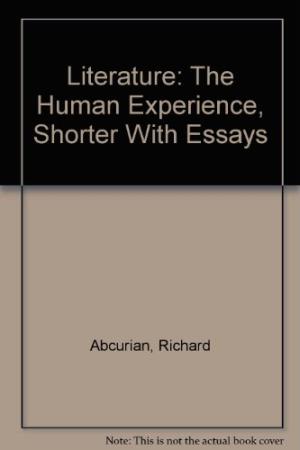 Literature: The
Human Experience,
Shorter With Essays
Abcurian, Richard
Note: This is not the actual book cover